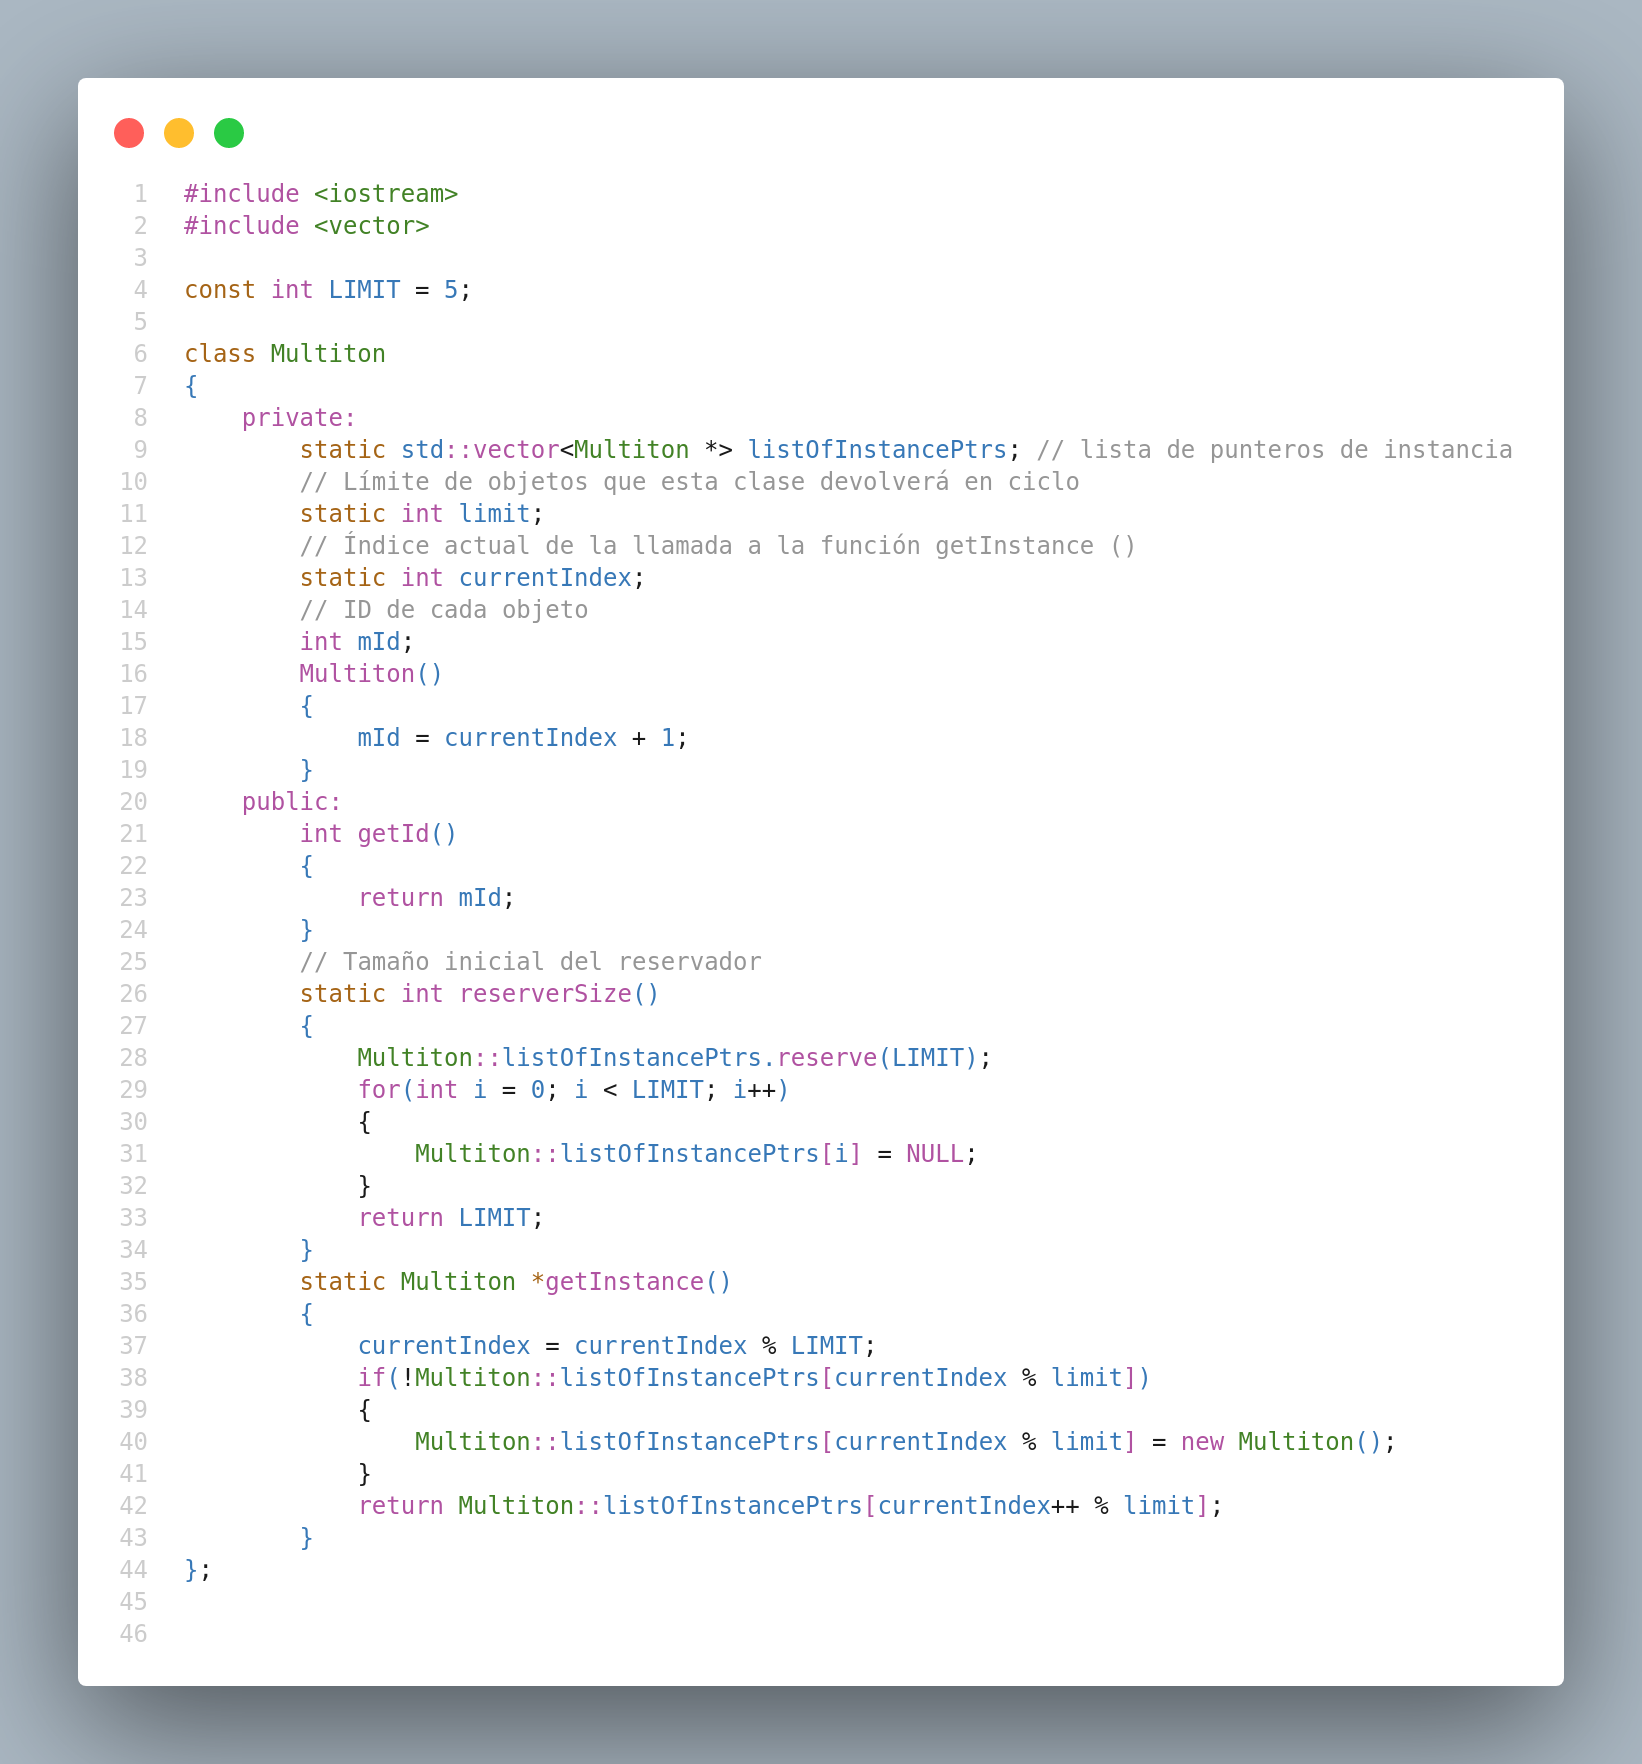 1 #include <iostream>
2 #include <vector>
3
4 const int LIMIT = 5;
5
6 class Multiton
7 {
8     private:
9         static std::vector<Multiton *> listOfInstancePtrs; // lista de punteros de instancia
10         // Límite de objetos que esta clase devolverá en ciclo
11         static int limit;
12         // Índice actual de la llamada a la función getInstance ()
13         static int currentIndex;
14         // ID de cada objeto
15         int mId;
16         Multiton()
17         {
18             mId = currentIndex + 1;
19         }
20     public:
21         int getId()
22         {
23             return mId;
24         }
25         // Tamaño inicial del reservador
26         static int reserverSize()
27         {
28             Multiton::listOfInstancePtrs.reserve(LIMIT);
29             for(int i = 0; i < LIMIT; i++)
30             {
31                 Multiton::listOfInstancePtrs[i] = NULL;
32             }
33             return LIMIT;
34         }
35         static Multiton *getInstance()
36         {
37             currentIndex = currentIndex % LIMIT;
38             if(!Multiton::listOfInstancePtrs[currentIndex % limit])
39             {
40                 Multiton::listOfInstancePtrs[currentIndex % limit] = new Multiton();
41             }
42             return Multiton::listOfInstancePtrs[currentIndex++ % limit];
43         }
44 };
45
46